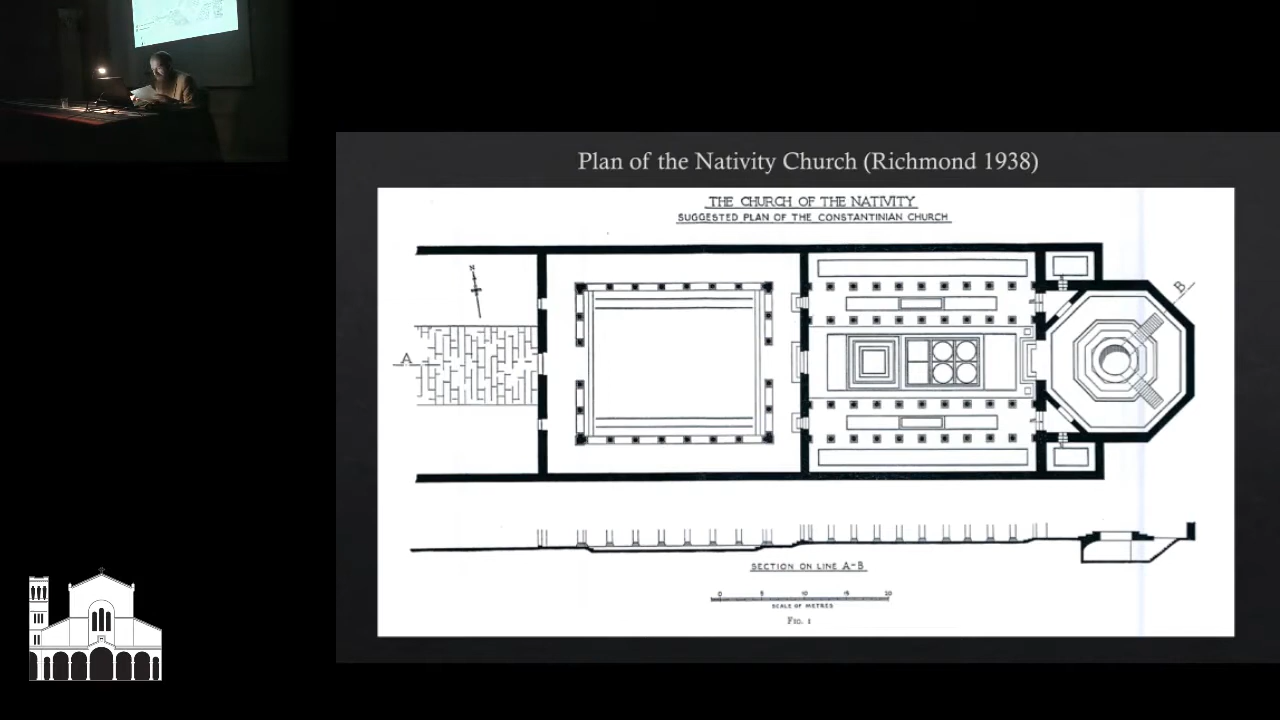 Plan of the Nativity Church (Richmond 1938)
THE CHURCH OF THE NATIVITY
SUGGESTED PLAN OF THE CONSTANTINIAN CHURCH
N
B
A
SECTION ON LINE A-B
0 5 10 15 20
SCALE OF METRES
FIG. 1